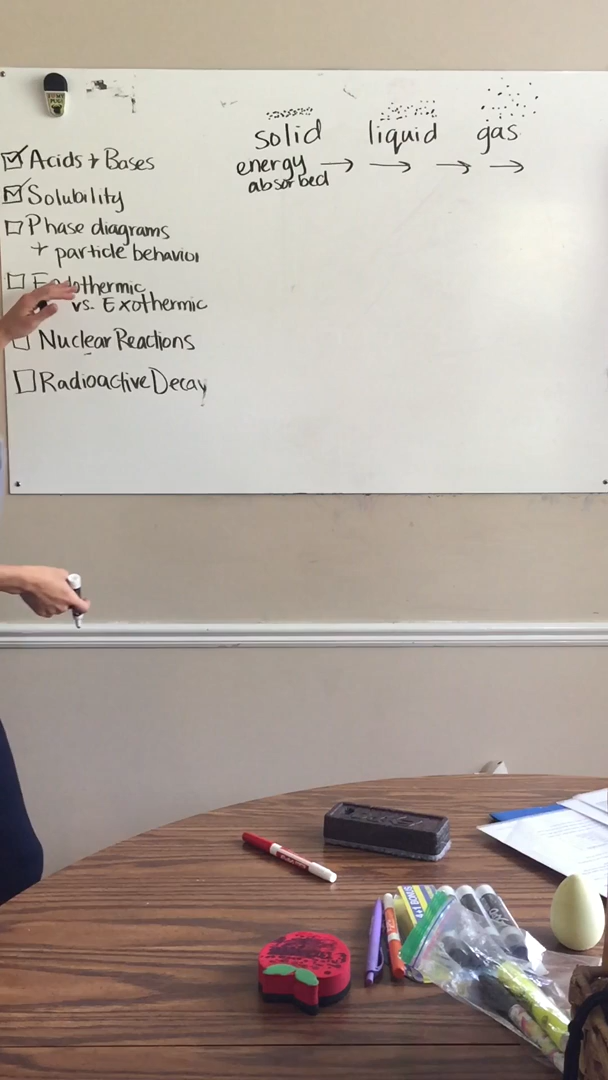 solid liquid gas
energy → → → →
absorbed
Acids + Bases
Solubility
Phase diagrams
+ particle behavior
Endothermic
vs. Exothermic
Nuclear Reactions
Radioactive Decay